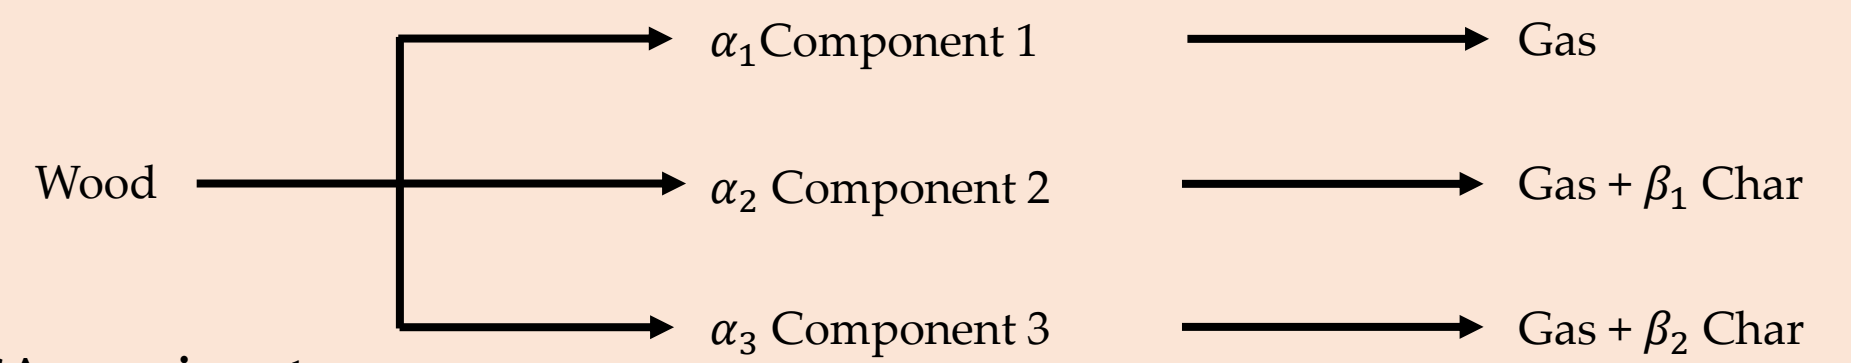 α₁Component 1 Gas
Wood α₂ Component 2 Gas + β₁ Char
α₃ Component 3 Gas + β₂ Char